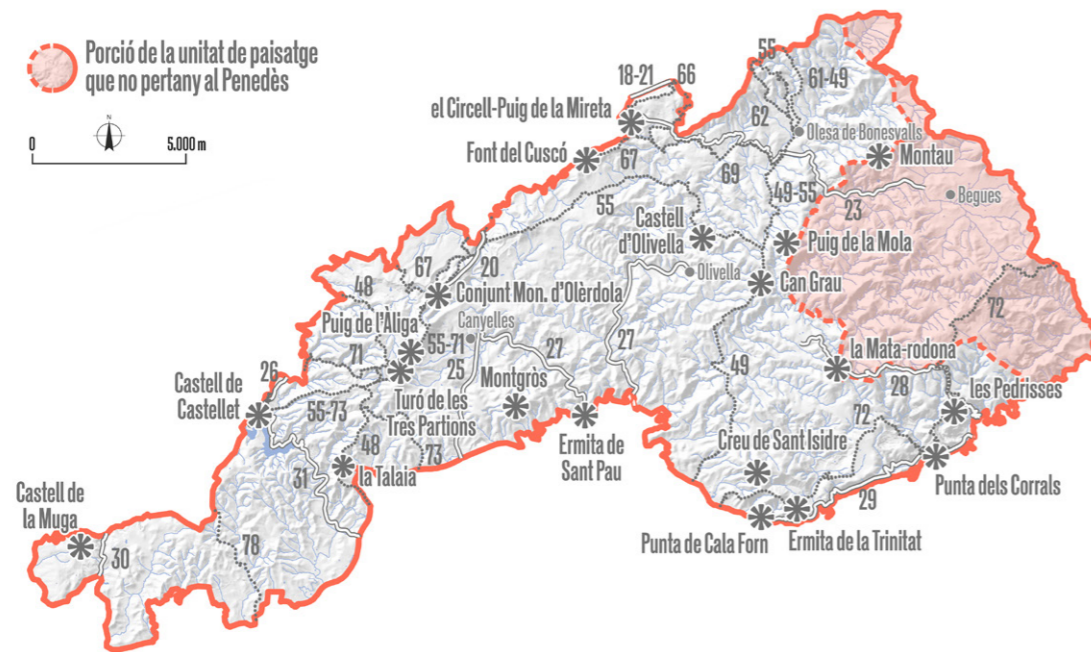 Porció de la unitat de paisatge
que no pertany al Penedès
0
5.000 m
N
55
61-49
18-21
66
el Circell-Puig de la Mireta
62
Olesa de Bonesvalls
Font del Cuscó
67
69
Montau
49-55
23
Begues
55
Castell
d'Olivella
Puig de la Mola
67
20
48
Olivella
Can Grau
Conjunt Mon. d'Olèrdola
72
Puig de l'Àliga
Canyelles
55-71
27
27
71
25
49
la Mata-rodona
26
Castell de
Castellet
Montgròs
28
les Pedrisses
55-73
Turó de les
Tres Partions
72
Ermita de
Sant Pau
Creu de Sant Isidre
48
73
la Talaia
31
29
Punta dels Corrals
Castell de
la Muga
30
78
Punta de Cala Forn
Ermita de la Trinitat